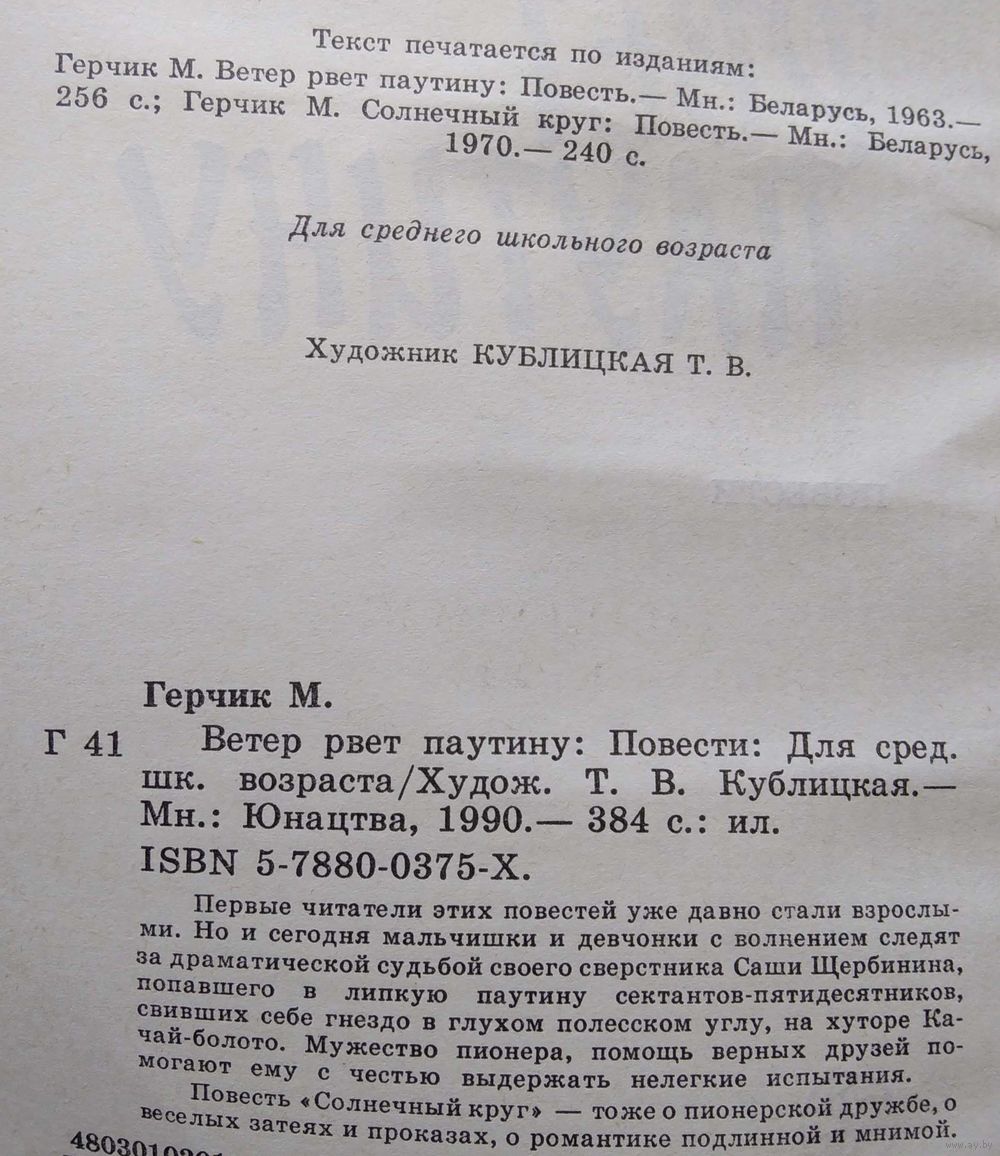 Текст печатается по изданиям:
Герчик М. Ветер рвет паутину: Повесть.— Мн.: Беларусь, 1963.—
256 с.; Герчик М. Солнечный круг: Повесть.— Мн.: Беларусь,
1970.— 240 с.
Для среднего школьного возраста
Художник КУБЛИЦКАЯ Т. В.
Герчик М.
Г 41 Ветер рвет паутину: Повести: Для сред.
шк. возраста/Худож. Т. В. Кублицкая.—
Мн.: Юнацтва, 1990.— 384 с.: ил.
ISBN 5-7880-0375-X.
Первые читатели этих повестей уже давно стали взрослы-
ми. Но и сегодня мальчишки и девчонки с волнением следят
за драматической судьбой своего сверстника Саши Щербинина,
попавшего в липкую паутину сектантов-пятидесятников,
свивших себе гнездо в глухом полесском углу, на хуторе Ка-
чай-болото. Мужество пионера, помощь верных друзей по-
могают ему с честью выдержать нелегкие испытания.
Повесть «Солнечный круг» — тоже о пионерской дружбе, о
веселых затеях и проказах, о романтике подлинной и мнимой.
www.ay.by